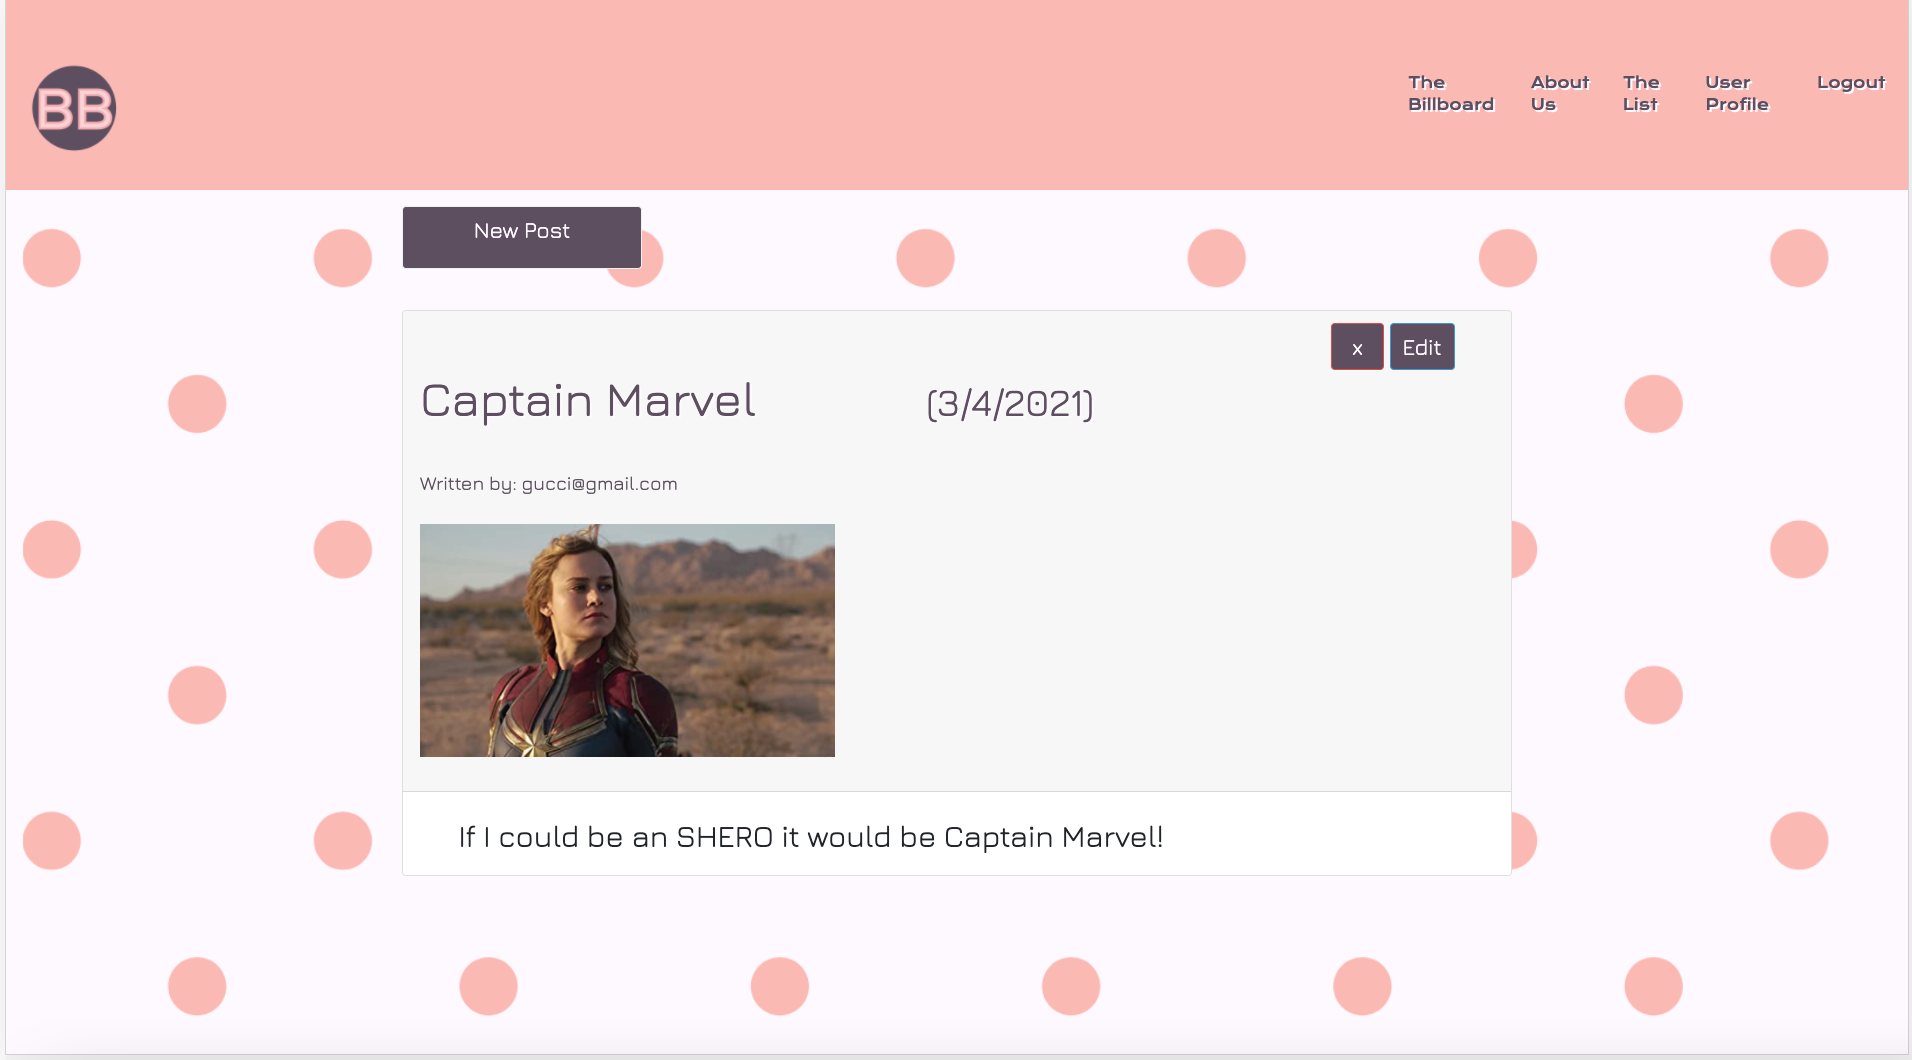 BB
The Billboard
About Us
The List
User Profile
Logout
New Post
x
Edit
Captain Marvel (3/4/2021)
Written by: gucci@gmail.com
If I could be an SHERO it would be Captain Marvel!